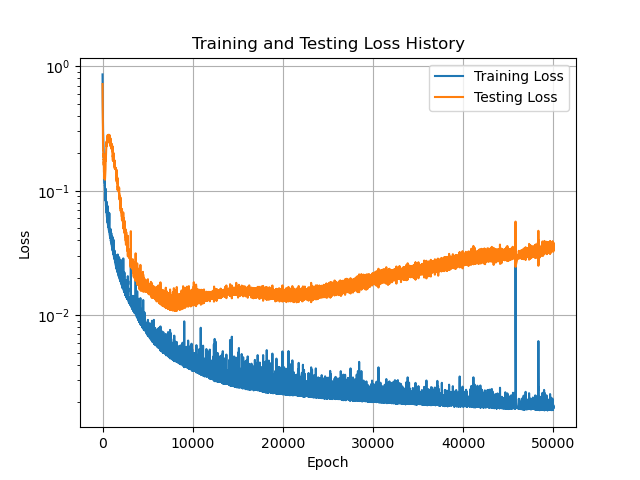 Training and Testing Loss History
Training Loss
Testing Loss
10⁰
10⁻¹
10⁻²
Loss
0 10000 20000 30000 40000 50000
Epoch